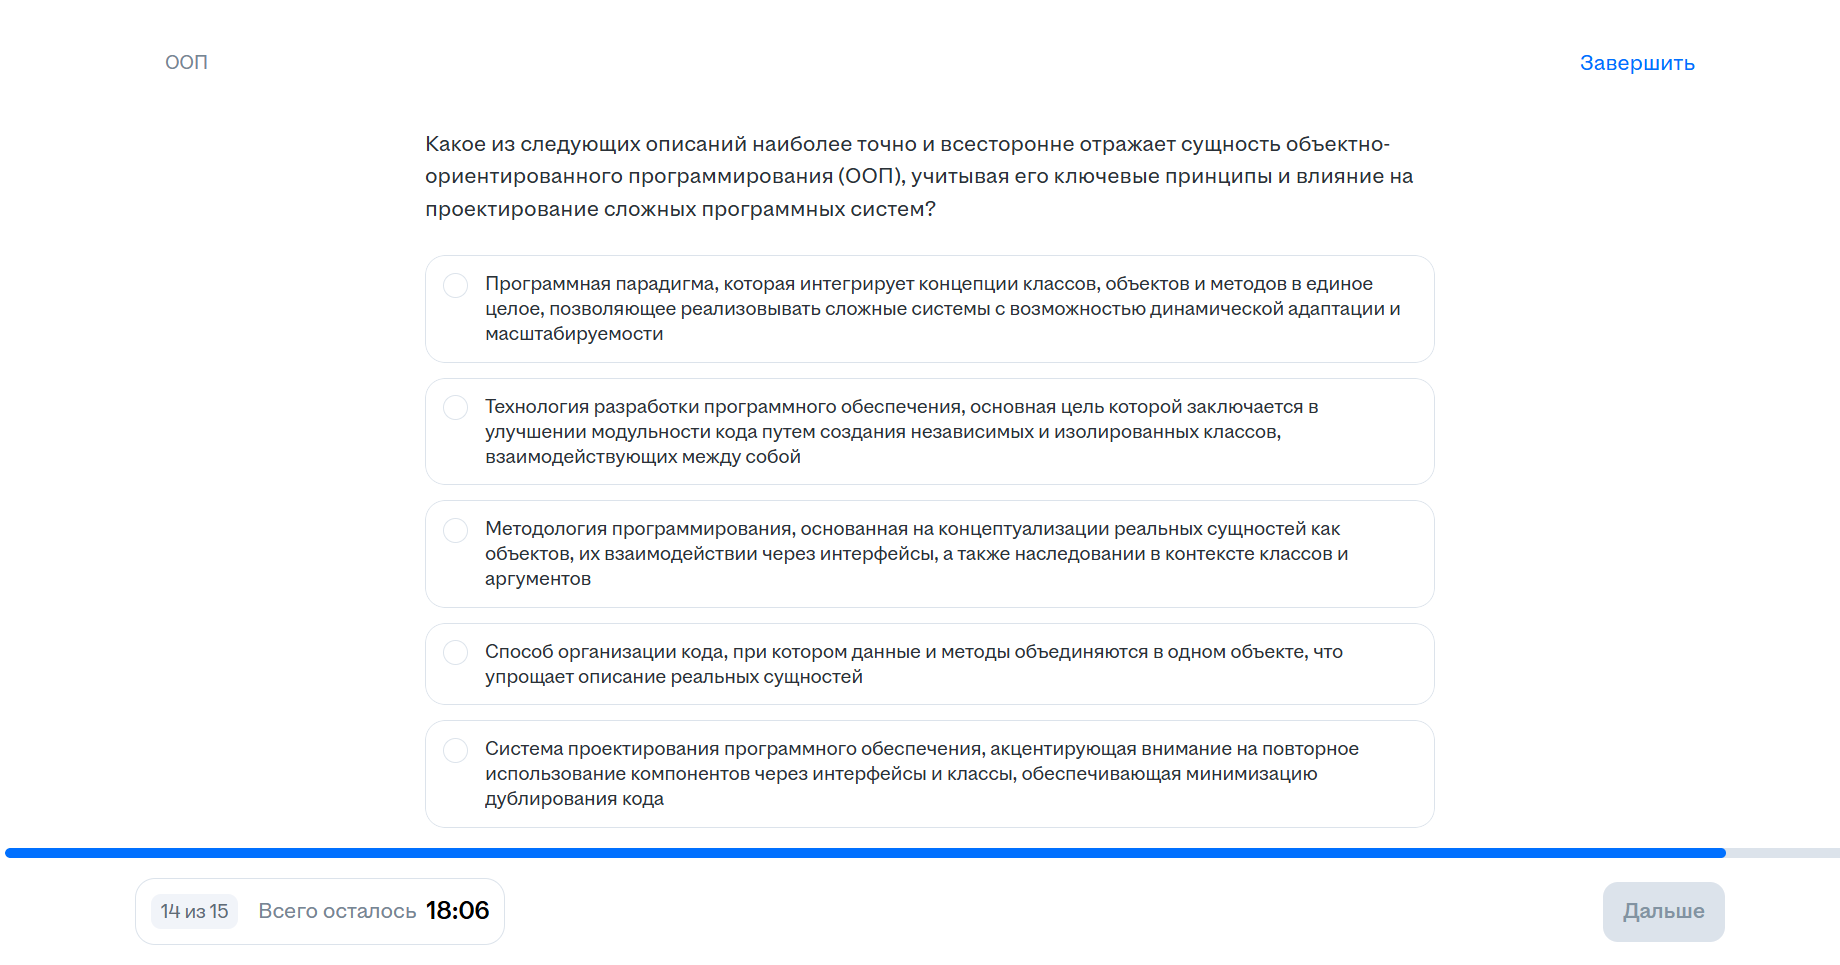 ООП
Завершить
Какое из следующих описаний наиболее точно и всесторонне отражает сущность объектно-
ориентированного программирования (ООП), учитывая его ключевые принципы и влияние на
проектирование сложных программных систем?
Программная парадигма, которая интегрирует концепции классов, объектов и методов в единое
целое, позволяющее реализовывать сложные системы с возможностью динамической адаптации и
масштабируемости
Технология разработки программного обеспечения, основная цель которой заключается в
улучшении модульности кода путем создания независимых и изолированных классов,
взаимодействующих между собой
Методология программирования, основанная на концептуализации реальных сущностей как
объектов, их взаимодействии через интерфейсы, а также наследовании в контексте классов и
аргументов
Способ организации кода, при котором данные и методы объединяются в одном объекте, что
упрощает описание реальных сущностей
Система проектирования программного обеспечения, акцентирующая внимание на повторное
использование компонентов через интерфейсы и классы, обеспечивающая минимизацию
дублирования кода
14 из 15
Всего осталось 18:06
Дальше